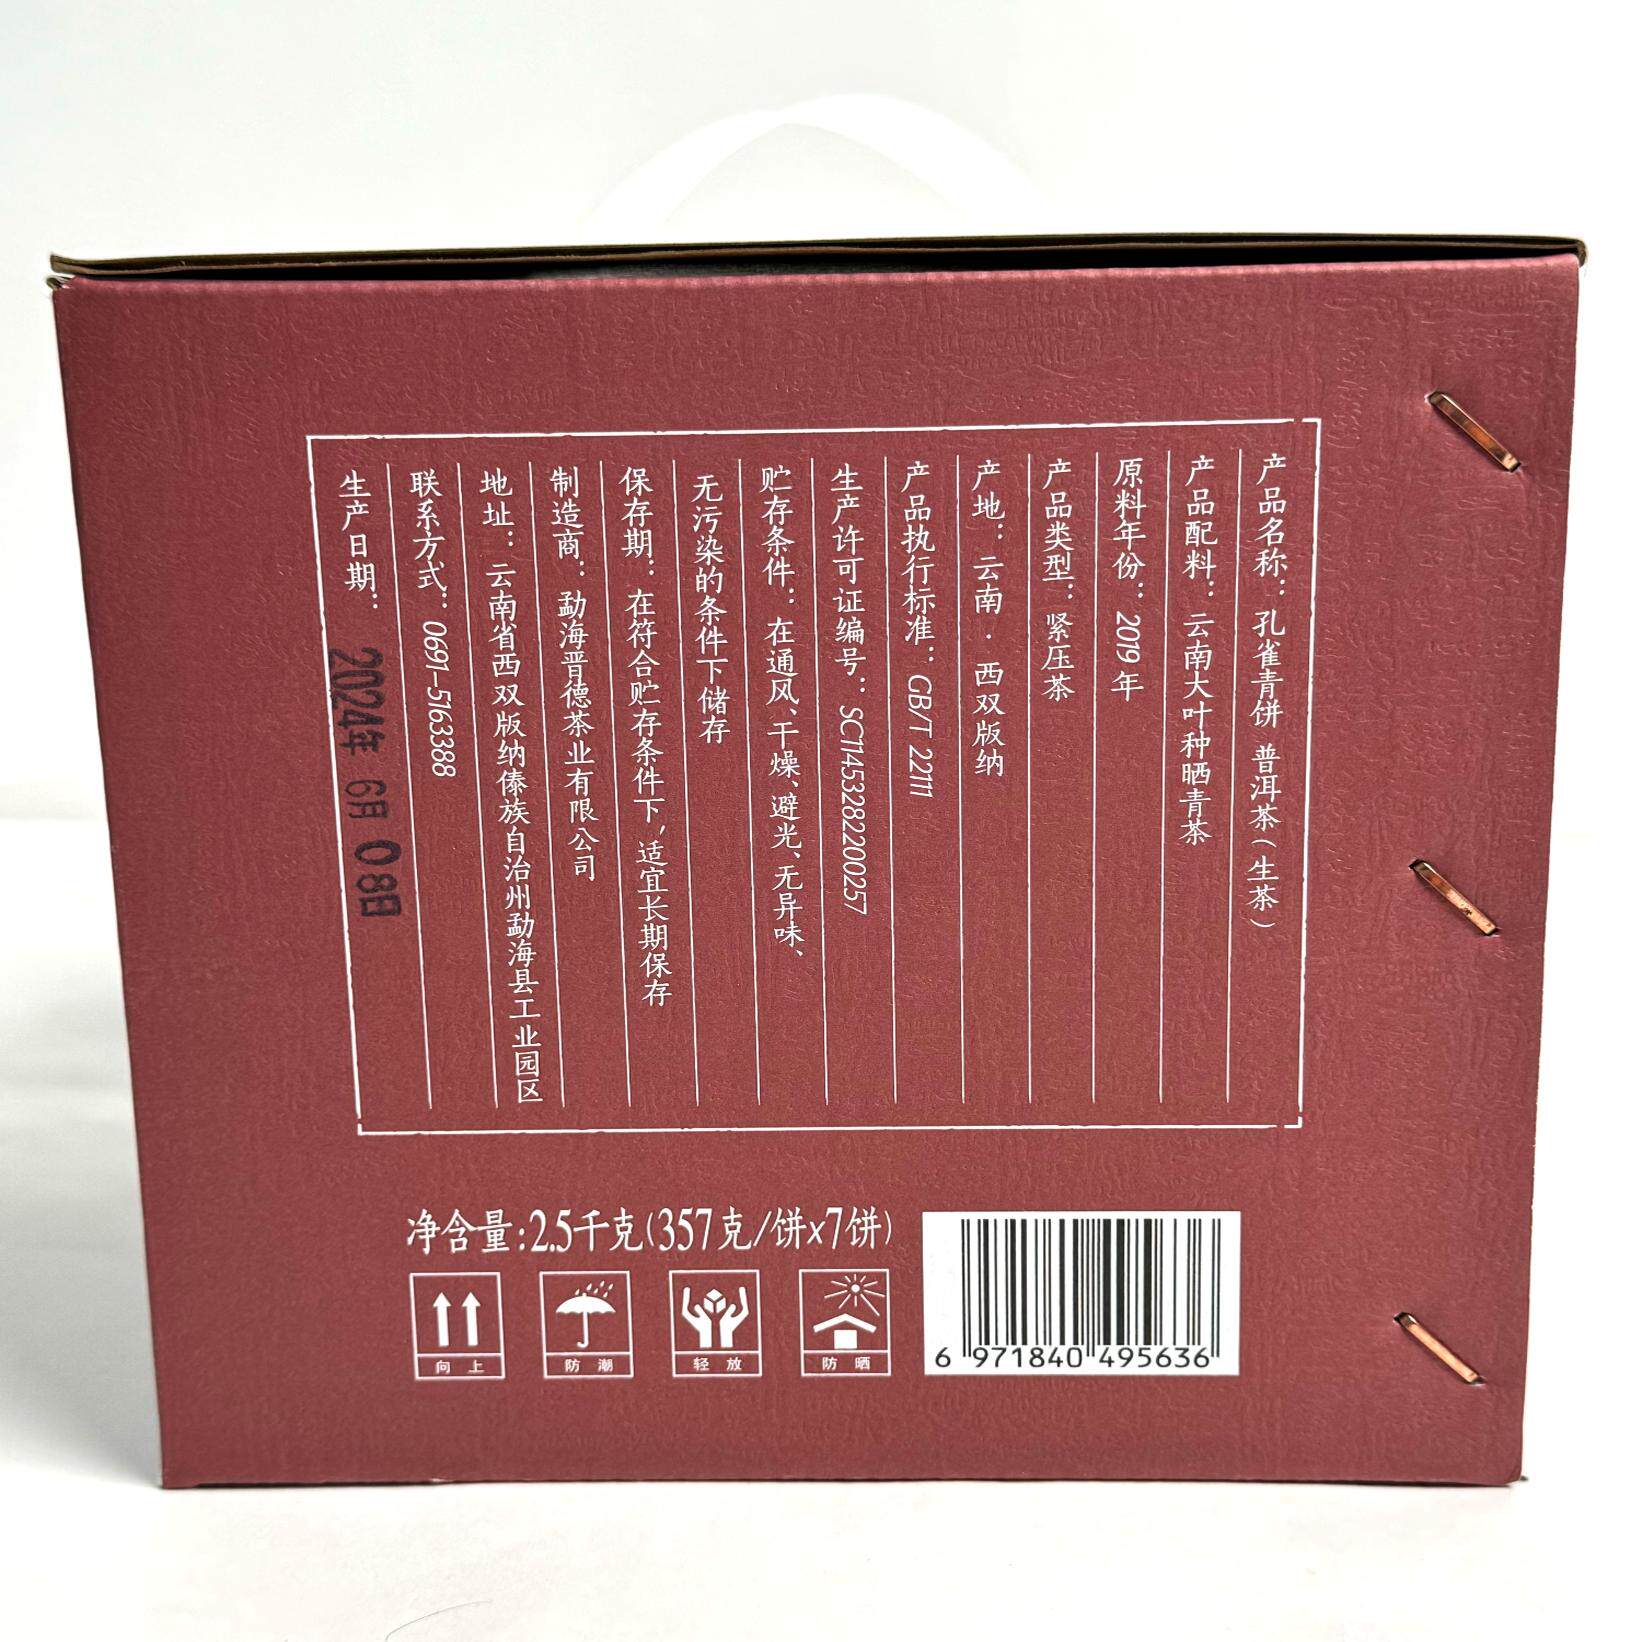 产品名称：孔雀青饼 普洱茶（生茶）
产品配料：云南大叶种晒青茶
原料年份：2019年
产品类型：紧压茶
产地：云南·西双版纳
产品执行标准：GB/T 22111
生产许可证编号：SC11453282200257
贮存条件：在通风、干燥、避光、无异味、
无污染的条件下储存
保存期：在符合贮存条件下，适宜长期保存
制造商：勐海晋德茶业有限公司
地址：云南省西双版纳傣族自治州勐海县工业园区
联系方式：0691-5163388
生产日期：2024年 6月 08日
净含量：2.5千克(357克/饼x7饼)
向上
防潮
轻放
防晒
6 971840 495636